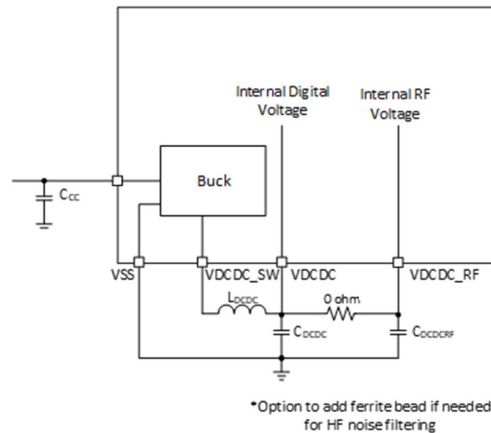 Internal Digital
Voltage
Internal RF
Voltage
Buck
CCC
VSS
VDCDC_SW
VDCDC
VDCDC_RF
LDCDC
0 ohm
CDCDC
CDCDCRF
*Option to add ferrite bead if needed
for HF noise filtering